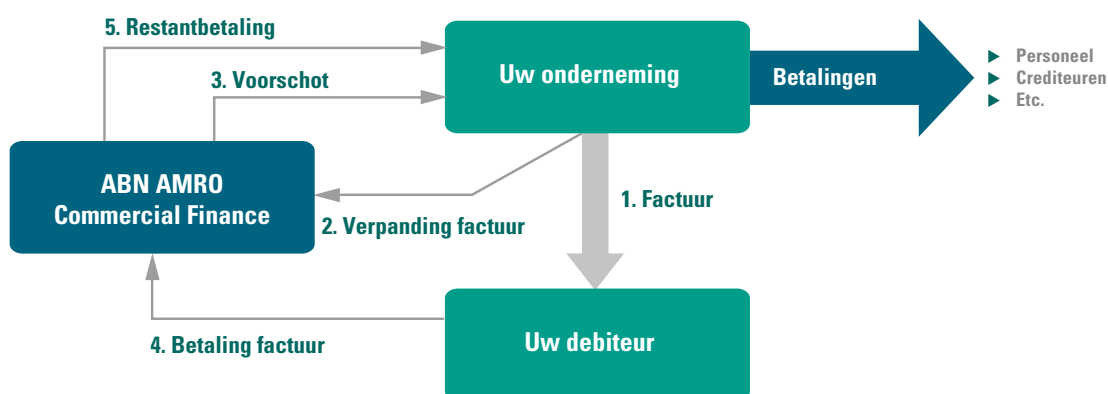 5. Restantbetaling
3. Voorschot
Uw onderneming
Betalingen
Personeel
Crediteuren
Etc.
ABN AMRO
Commercial Finance
1. Factuur
2. Verpanding factuur
4. Betaling factuur
Uw debiteur